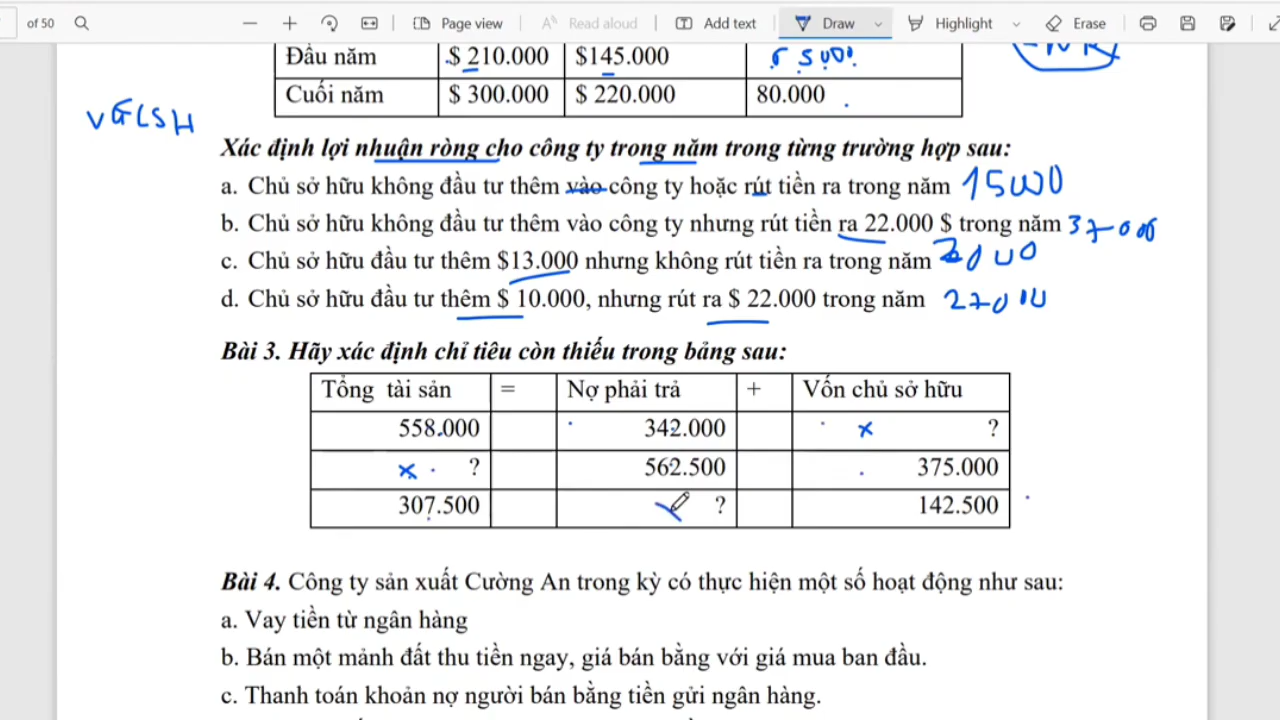 of 50 Page view Read aloud Add text Draw Highlight Erase
Đầu năm $ 210.000 $145.000
Cuối năm $ 300.000 $ 220.000 80.000
Xác định lợi nhuận ròng cho công ty trong năm trong từng trường hợp sau:
a. Chủ sở hữu không đầu tư thêm vào công ty hoặc rút tiền ra trong năm
b. Chủ sở hữu không đầu tư thêm vào công ty nhưng rút tiền ra 22.000 $ trong năm
c. Chủ sở hữu đầu tư thêm $13.000 nhưng không rút tiền ra trong năm
d. Chủ sở hữu đầu tư thêm $ 10.000, nhưng rút ra $ 22.000 trong năm
Bài 3. Hãy xác định chỉ tiêu còn thiếu trong bảng sau:
Tổng tài sản = Nợ phải trả + Vốn chủ sở hữu
558.000 342.000 x ?
x ? 562.500 375.000
307.500 ? 142.500
Bài 4. Công ty sản xuất Cường An trong kỳ có thực hiện một số hoạt động như sau:
a. Vay tiền từ ngân hàng
b. Bán một mảnh đất thu tiền ngay, giá bán bằng với giá mua ban đầu.
c. Thanh toán khoản nợ người bán bằng tiền gửi ngân hàng.